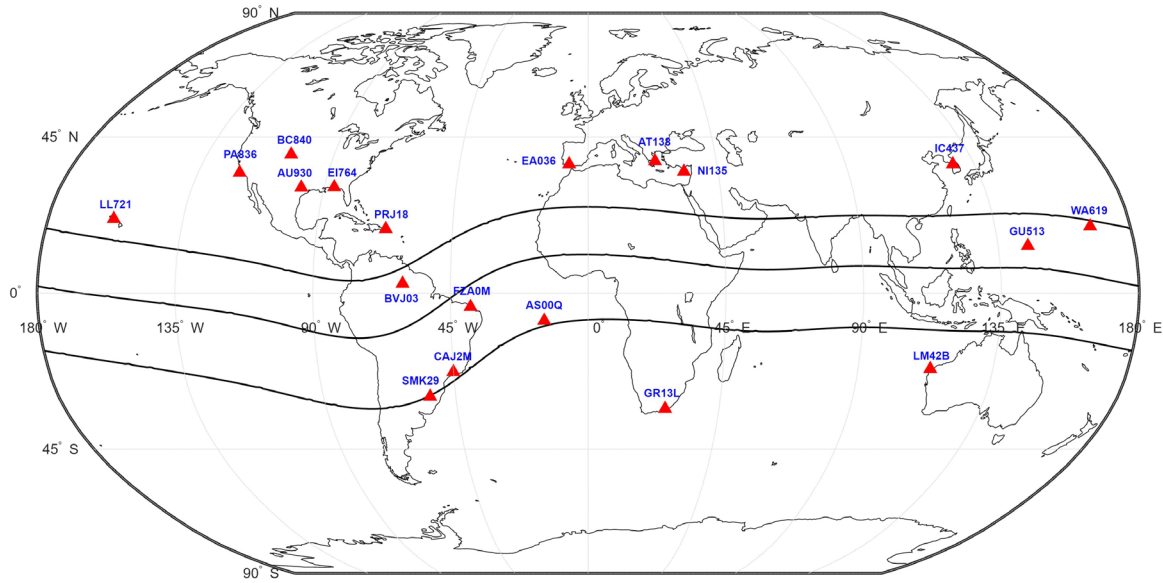 90° N
45° N
BC840
PA836
AU930
EI764
EA036
AT138
NI135
IC437
LL721
PRJ18
WA619
GU513
BVJ03
FZA0M
AS00Q
0°
180° W
135° W
90° W
45° W
0°
45° E
90° E
135° E
180° E
CAJ2M
SMK29
LM42B
GR13L
45° S
90° S